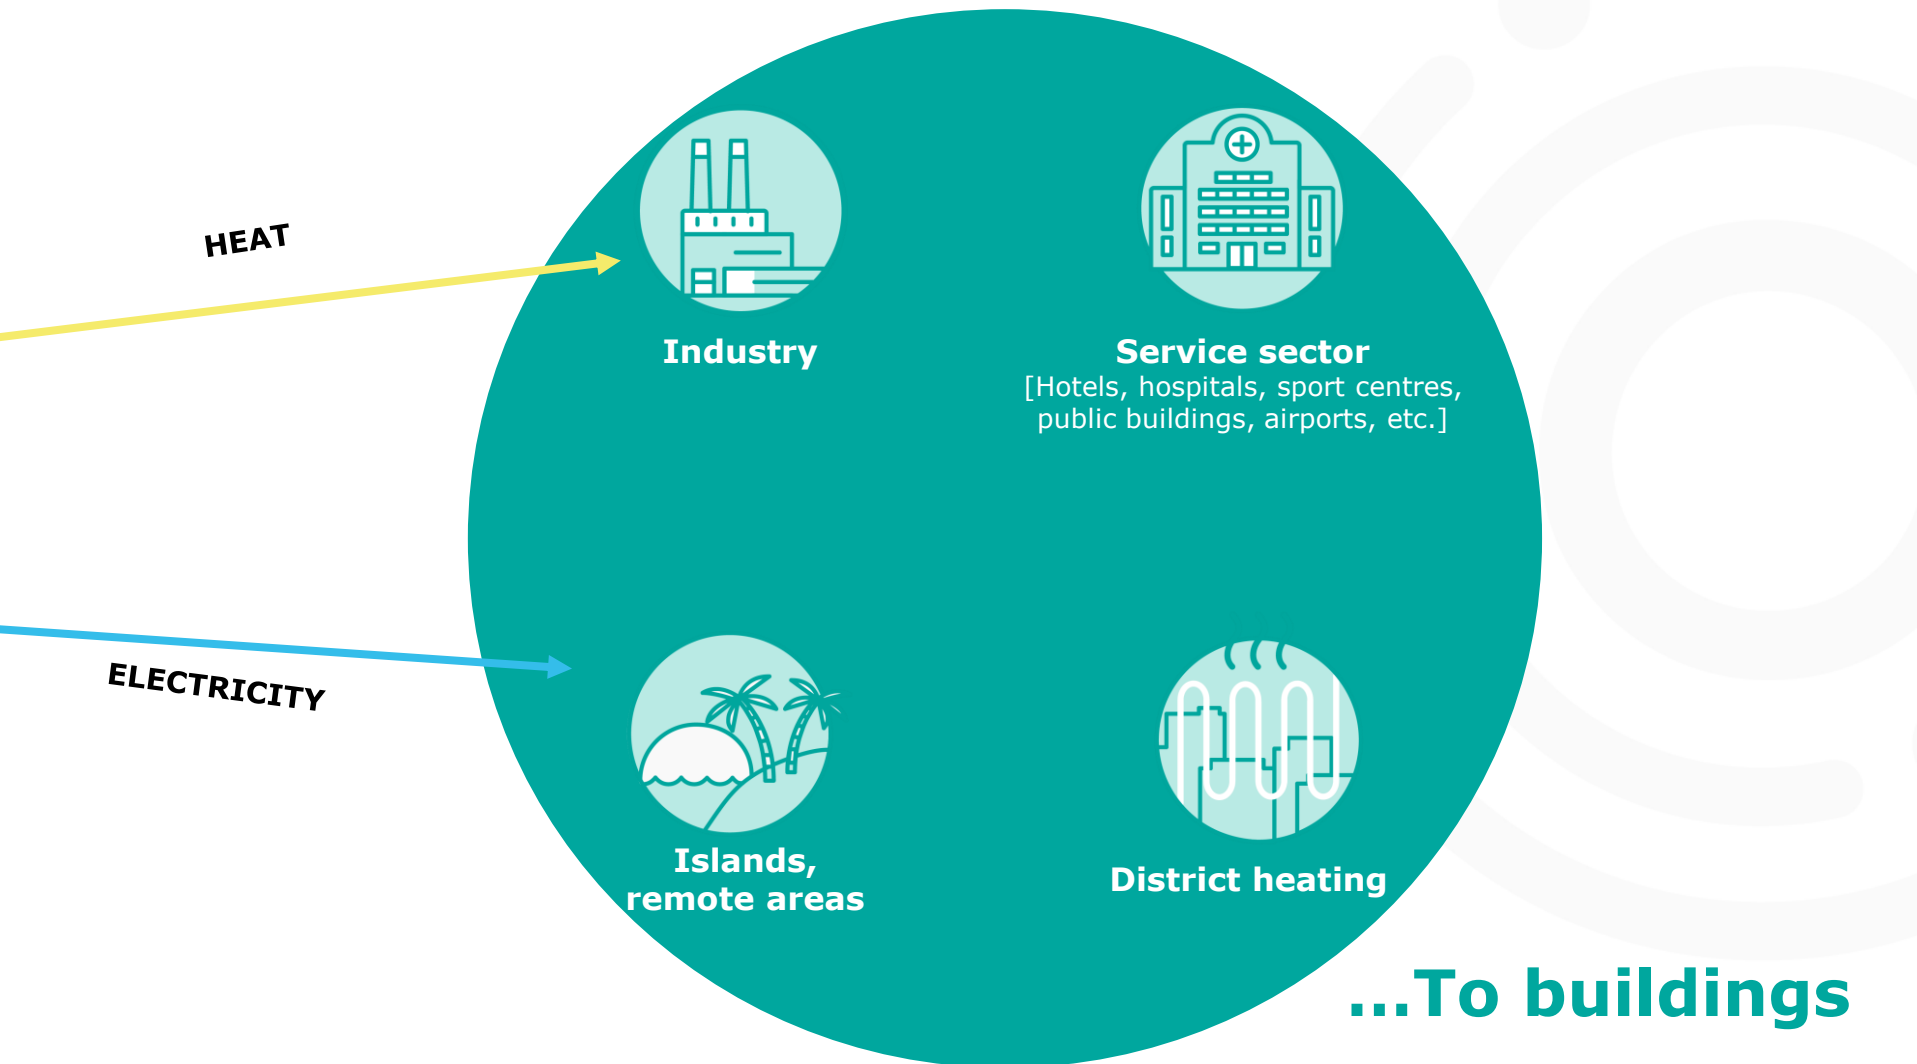 HEAT
Industry
Service sector
[Hotels, hospitals, sport centres,
public buildings, airports, etc.]
ELECTRICITY
Islands,
remote areas
District heating
...To buildings